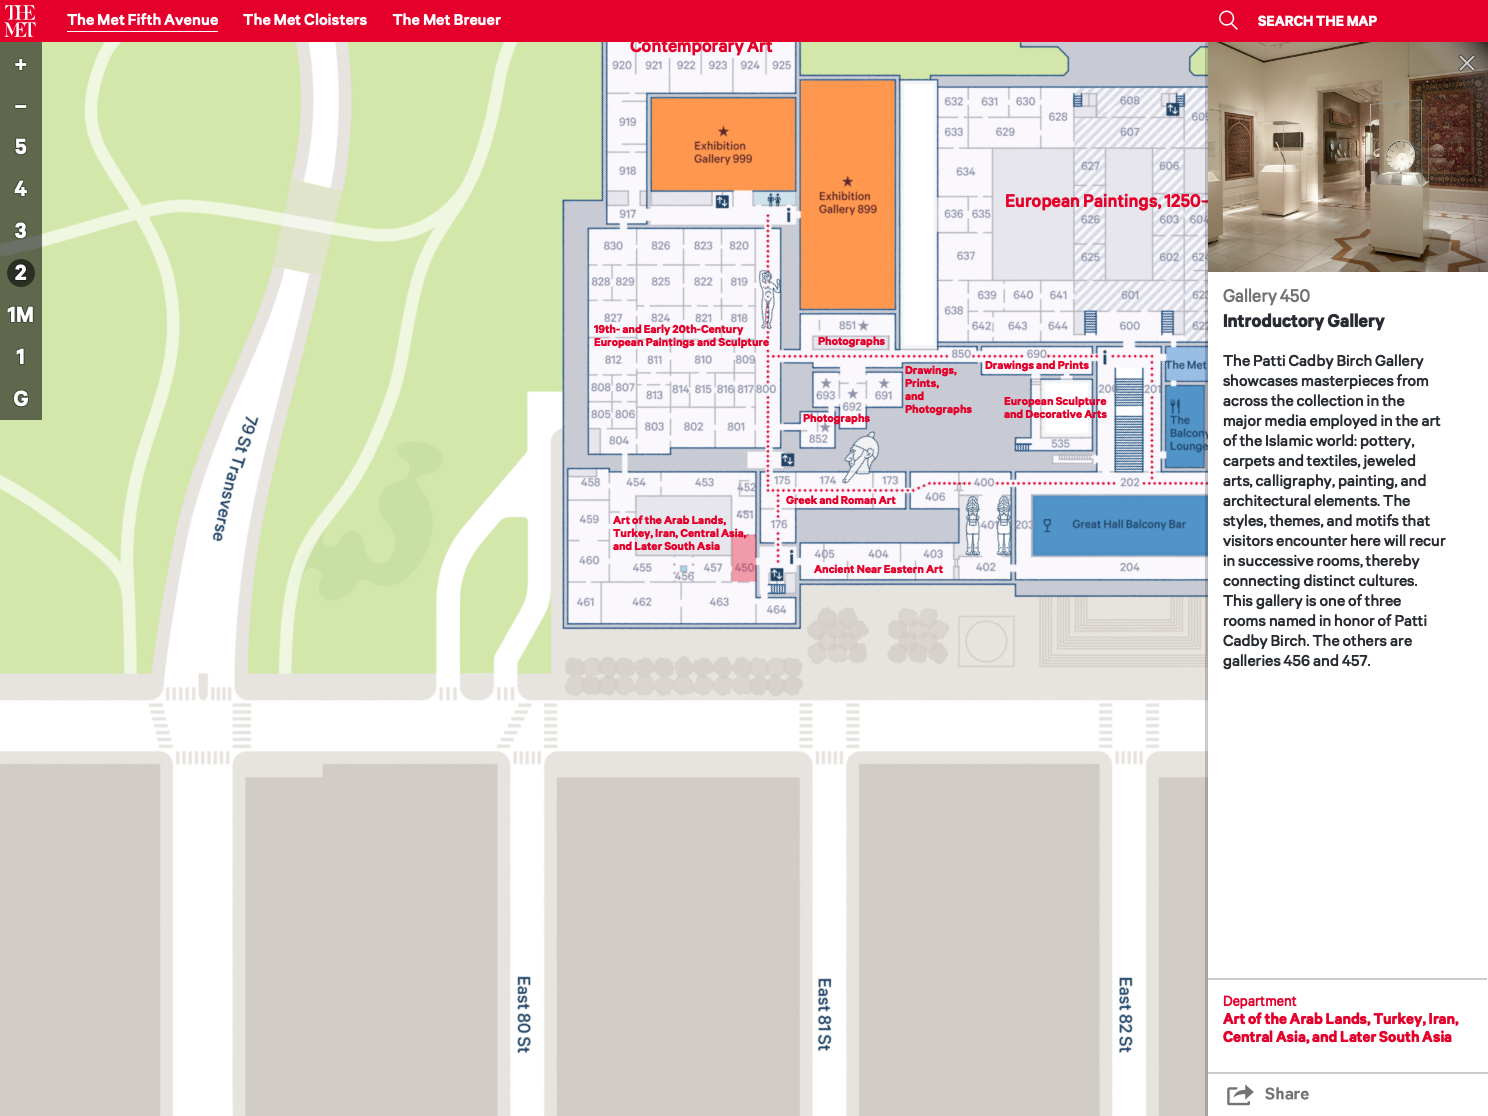 THE
MET
The Met Fifth Avenue
The Met Cloisters
The Met Breuer
SEARCH THE MAP
+
−
5
4
3
2
1M
1
G
Contemporary Art
920 921 922 923 924 925
919
918
917
Exhibition
Gallery 999
Exhibition
Gallery 899
i
632 631 630
628
608
633 629
607
634
627 606
European Paintings, 1250–
636 635
626 603
637
625 602
639 640 641
601
638
642 643 644
600
830 826 823 820
828 829 825 822 819
827 824 821 818
19th- and Early 20th-Century
European Paintings and Sculpture
812 811 810 809
808 807 813 814 815 816 817 800
805 806 803 802 801
804
851
Photographs
850 690
i
Drawings and Prints
Drawings,
Prints,
and
Photographs
693 692 691
Photographs
852
European Sculpture
and Decorative Arts
535
201
The Met
The
Balcony
Lounge
458 454 453 452
451
459
Art of the Arab Lands,
Turkey, Iran, Central Asia,
and Later South Asia
460 455 456 457 450
461 462 463 464
175 174 173
Greek and Roman Art
176
406
400
401
203
202
Great Hall Balcony Bar
204
i
405 404 403
Ancient Near Eastern Art
402
79 St Transverse
East 80 St
East 81 St
East 82 St
Gallery 450
Introductory Gallery
The Patti Cadby Birch Gallery
showcases masterpieces from
across the collection in the
major media employed in the art
of the Islamic world: pottery,
carpets and textiles, jeweled
arts, calligraphy, painting, and
architectural elements. The
styles, themes, and motifs that
visitors encounter here will recur
in successive rooms, thereby
connecting distinct cultures.
This gallery is one of three
rooms named in honor of Patti
Cadby Birch. The others are
galleries 456 and 457.
Department
Art of the Arab Lands, Turkey, Iran,
Central Asia, and Later South Asia
Share